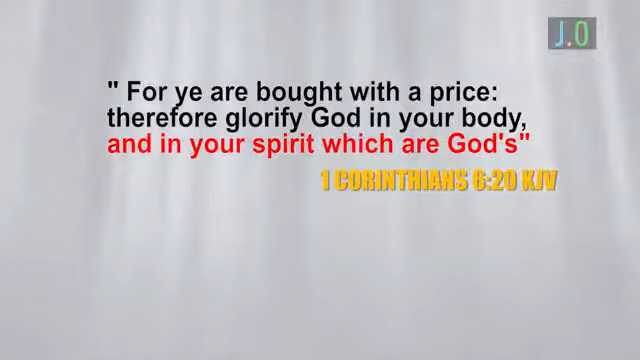 J.O
" For ye are bought with a price:
therefore glorify God in your body,
and in your spirit which are God's"
1 CORINTHIANS 6:20 KJV